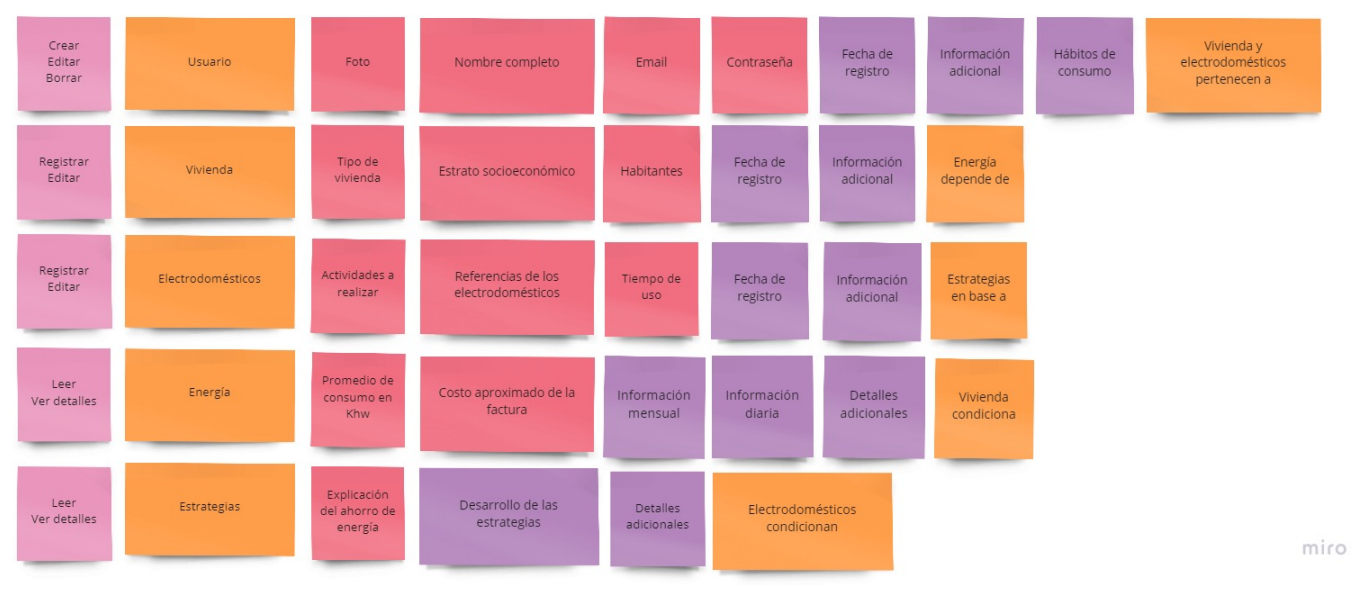 Crear
Editar
Borrar
Usuario
Foto
Nombre completo
Email
Contraseña
Fecha de
registro
Información
adicional
Hábitos de
consumo
Vivienda y
electrodomésticos
pertenecen a
Registrar
Editar
Vivienda
Tipo de
vivienda
Estrato socioeconómico
Habitantes
Fecha de
registro
Información
adicional
Energía
depende de
Registrar
Editar
Electrodomésticos
Actividades a
realizar
Referencias de los
electrodomésticos
Tiempo de
uso
Fecha de
registro
Información
adicional
Estrategias
en base a
Leer
Ver detalles
Energía
Promedio de
consumo en
Khw
Costo aproximado de la
factura
Información
mensual
Información
diaria
Detalles
adicionales
Vivienda
condiciona
Leer
Ver detalles
Estrategias
Explicación
del ahorro de
energía
Desarrollo de las
estrategias
Detalles
adicionales
Electrodomésticos
condicionan
miro